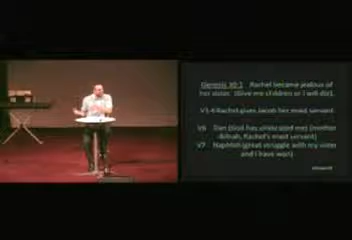 Genesis 30:1 Rachel became jealous of
her sister. (Give me children or I will die).
V3-4 Rachel gives Jacob her maid servant
V6 Dan (God has vindicated me) (mother
-Bilhah, Rachel's maid servant)
V7 Naphtali (great struggle with my sister
and I have won)